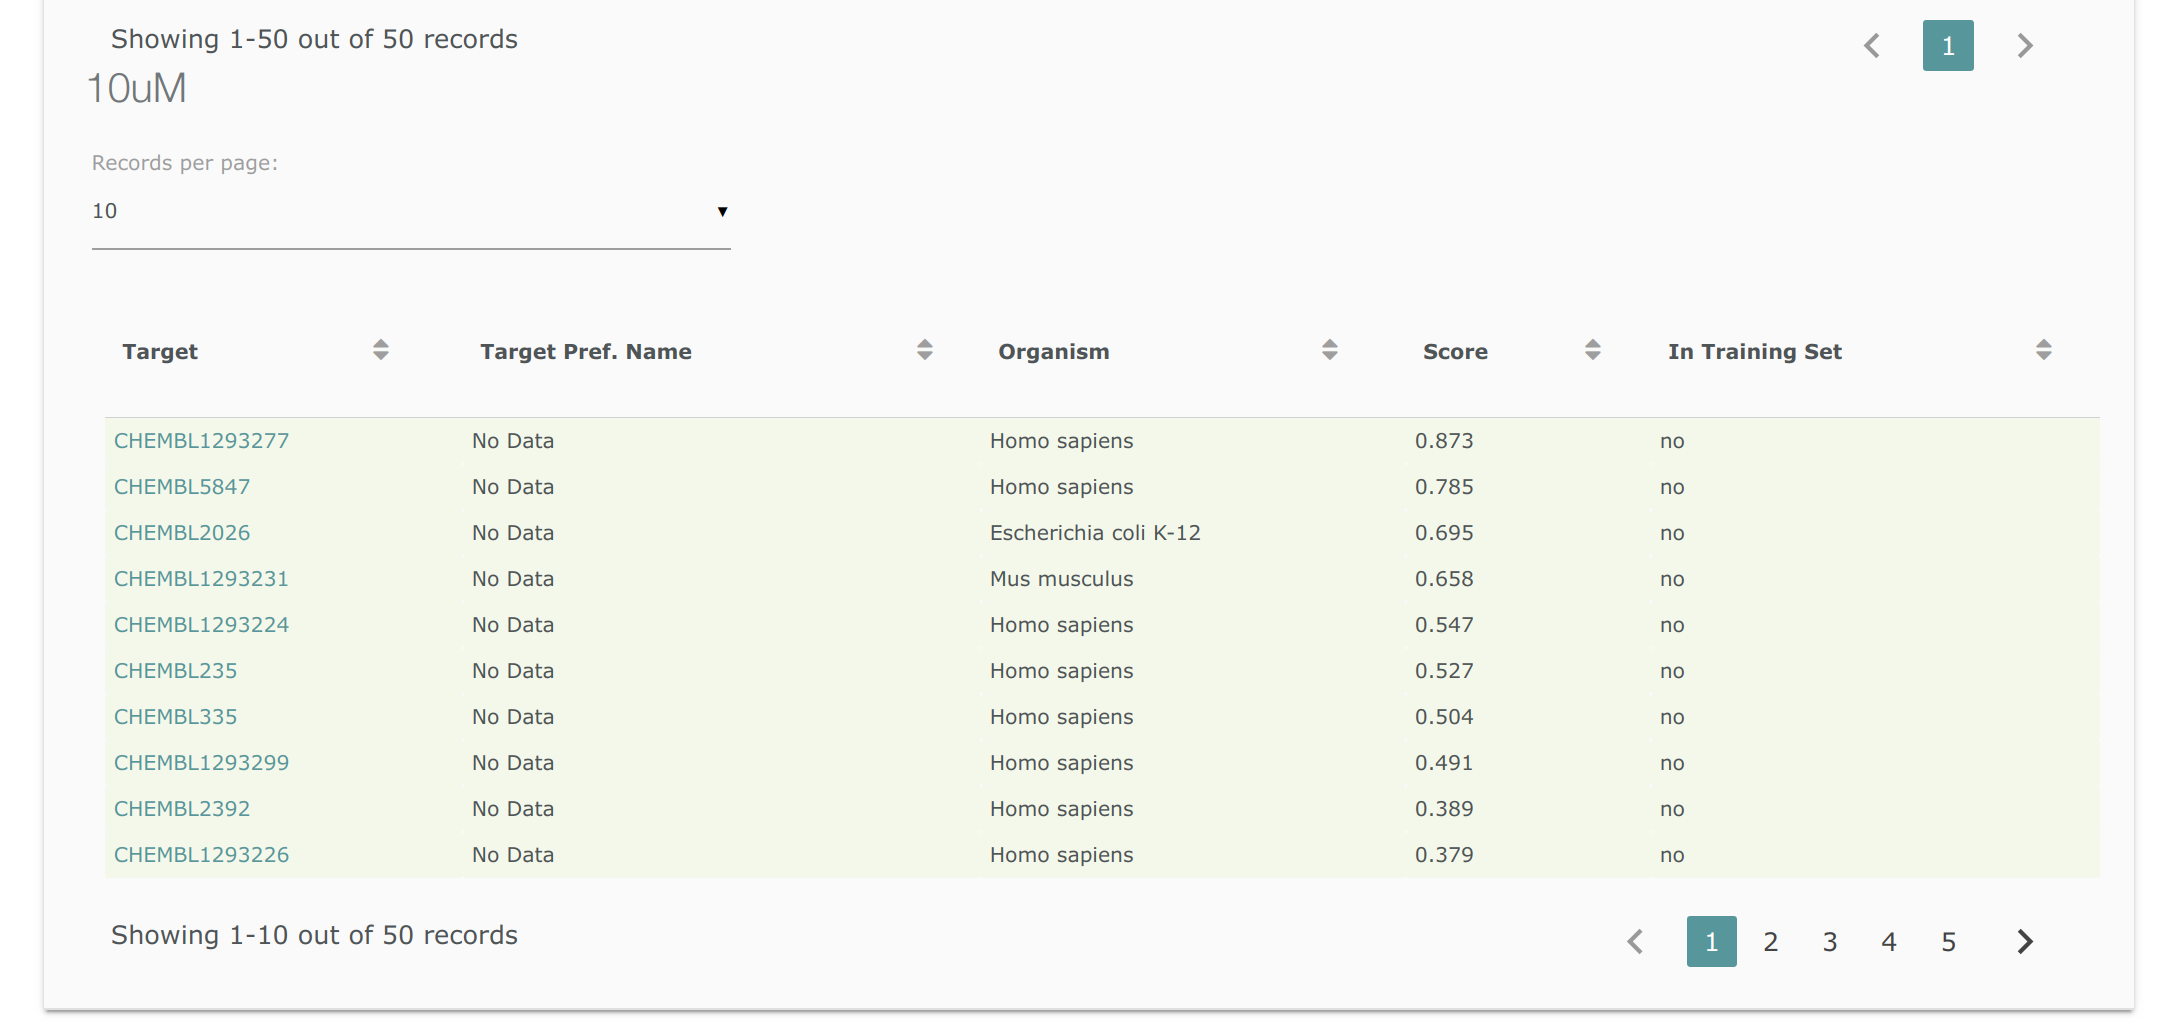 Showing 1-50 out of 50 records
1
10uM
Records per page:
10
Target Target Pref. Name Organism Score In Training Set
CHEMBL1293277 No Data Homo sapiens 0.873 no
CHEMBL5847 No Data Homo sapiens 0.785 no
CHEMBL2026 No Data Escherichia coli K-12 0.695 no
CHEMBL1293231 No Data Mus musculus 0.658 no
CHEMBL1293224 No Data Homo sapiens 0.547 no
CHEMBL235 No Data Homo sapiens 0.527 no
CHEMBL335 No Data Homo sapiens 0.504 no
CHEMBL1293299 No Data Homo sapiens 0.491 no
CHEMBL2392 No Data Homo sapiens 0.389 no
CHEMBL1293226 No Data Homo sapiens 0.379 no
Showing 1-10 out of 50 records
1 2 3 4 5